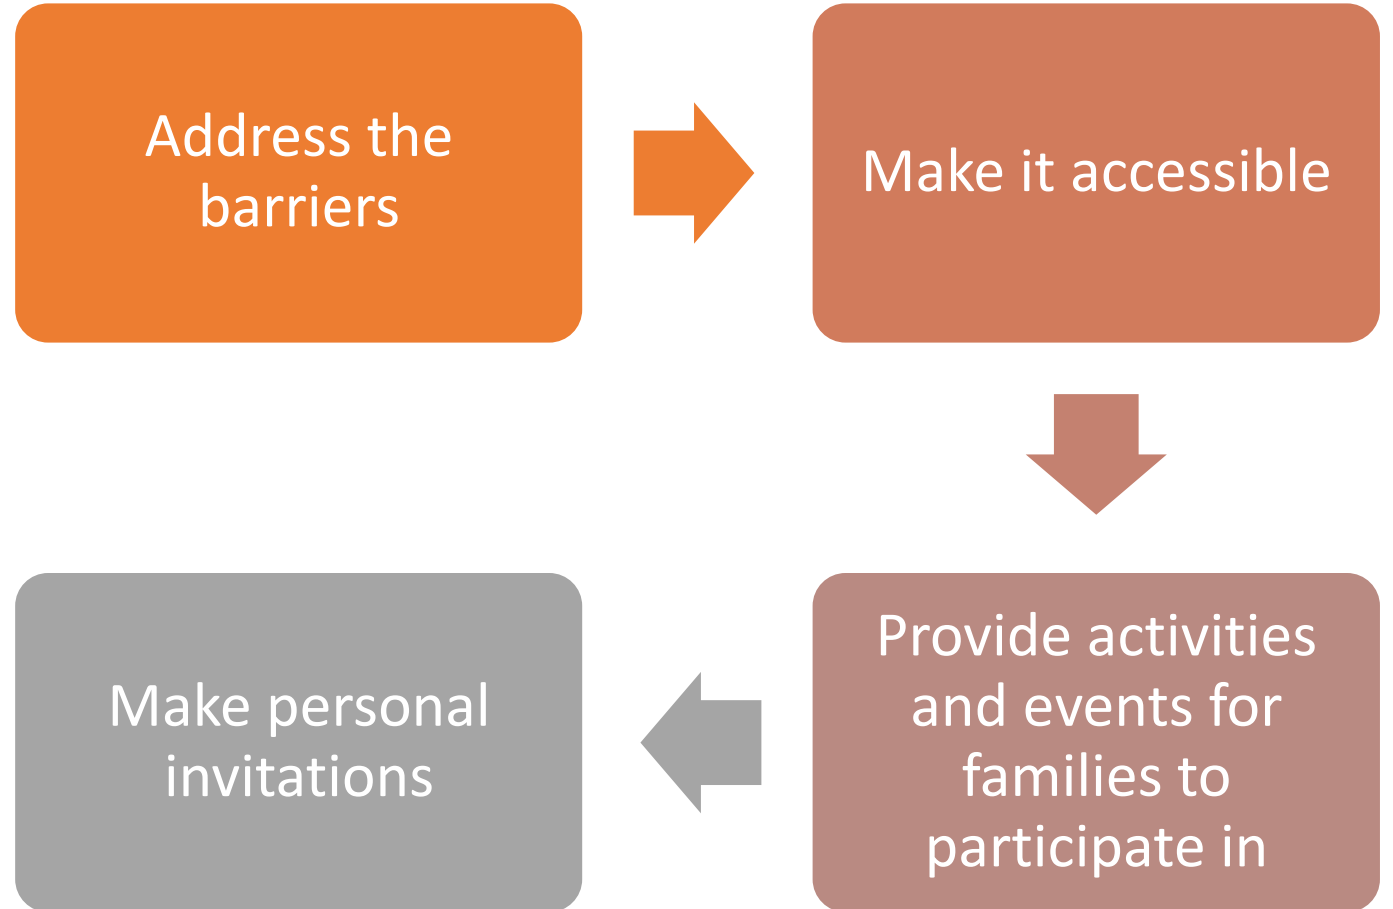 Address the
barriers
Make it accessible
Provide activities
and events for
families to
participate in
Make personal
invitations